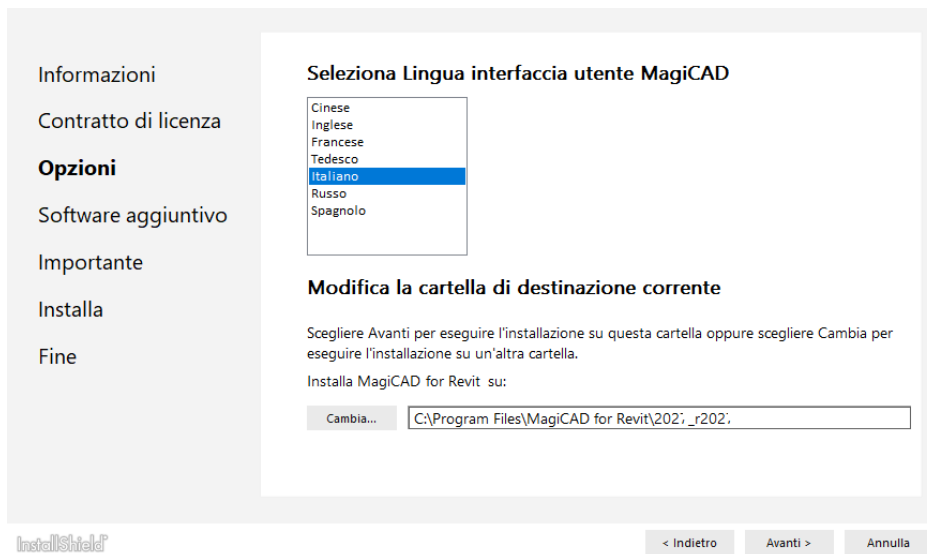 Informazioni
Contratto di licenza
Opzioni
Software aggiuntivo
Importante
Installa
Fine
Seleziona Lingua interfaccia utente MagiCAD
Cinese
Inglese
Francese
Tedesco
Italiano
Russo
Spagnolo
Modifica la cartella di destinazione corrente
Scegliere Avanti per eseguire l'installazione su questa cartella oppure scegliere Cambia per
eseguire l'installazione su un'altra cartella.
Installa MagiCAD for Revit su:
Cambia...
C:\Program Files\MagiCAD for Revit\
InstallShield
< Indietro
Avanti >
Annulla